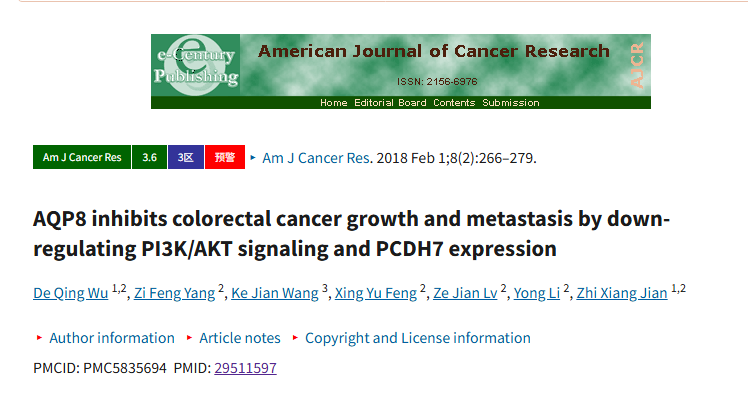 e-Century
Publishing
American Journal of Cancer Research
ISSN: 2156-6976
AJCR
Home Editorial Board Contents Submission
Am J Cancer Res 3.6 3区 预警 ‣ Am J Cancer Res. 2018 Feb 1;8(2):266–279.
AQP8 inhibits colorectal cancer growth and metastasis by down-
regulating PI3K/AKT signaling and PCDH7 expression
De Qing Wu 1,2, Zi Feng Yang 2, Ke Jian Wang 3, Xing Yu Feng 2, Ze Jian Lv 2, Yong Li 2, Zhi Xiang Jian 1,2
‣ Author information ‣ Article notes ‣ Copyright and License information
PMCID: PMC5835694 PMID: 29511597